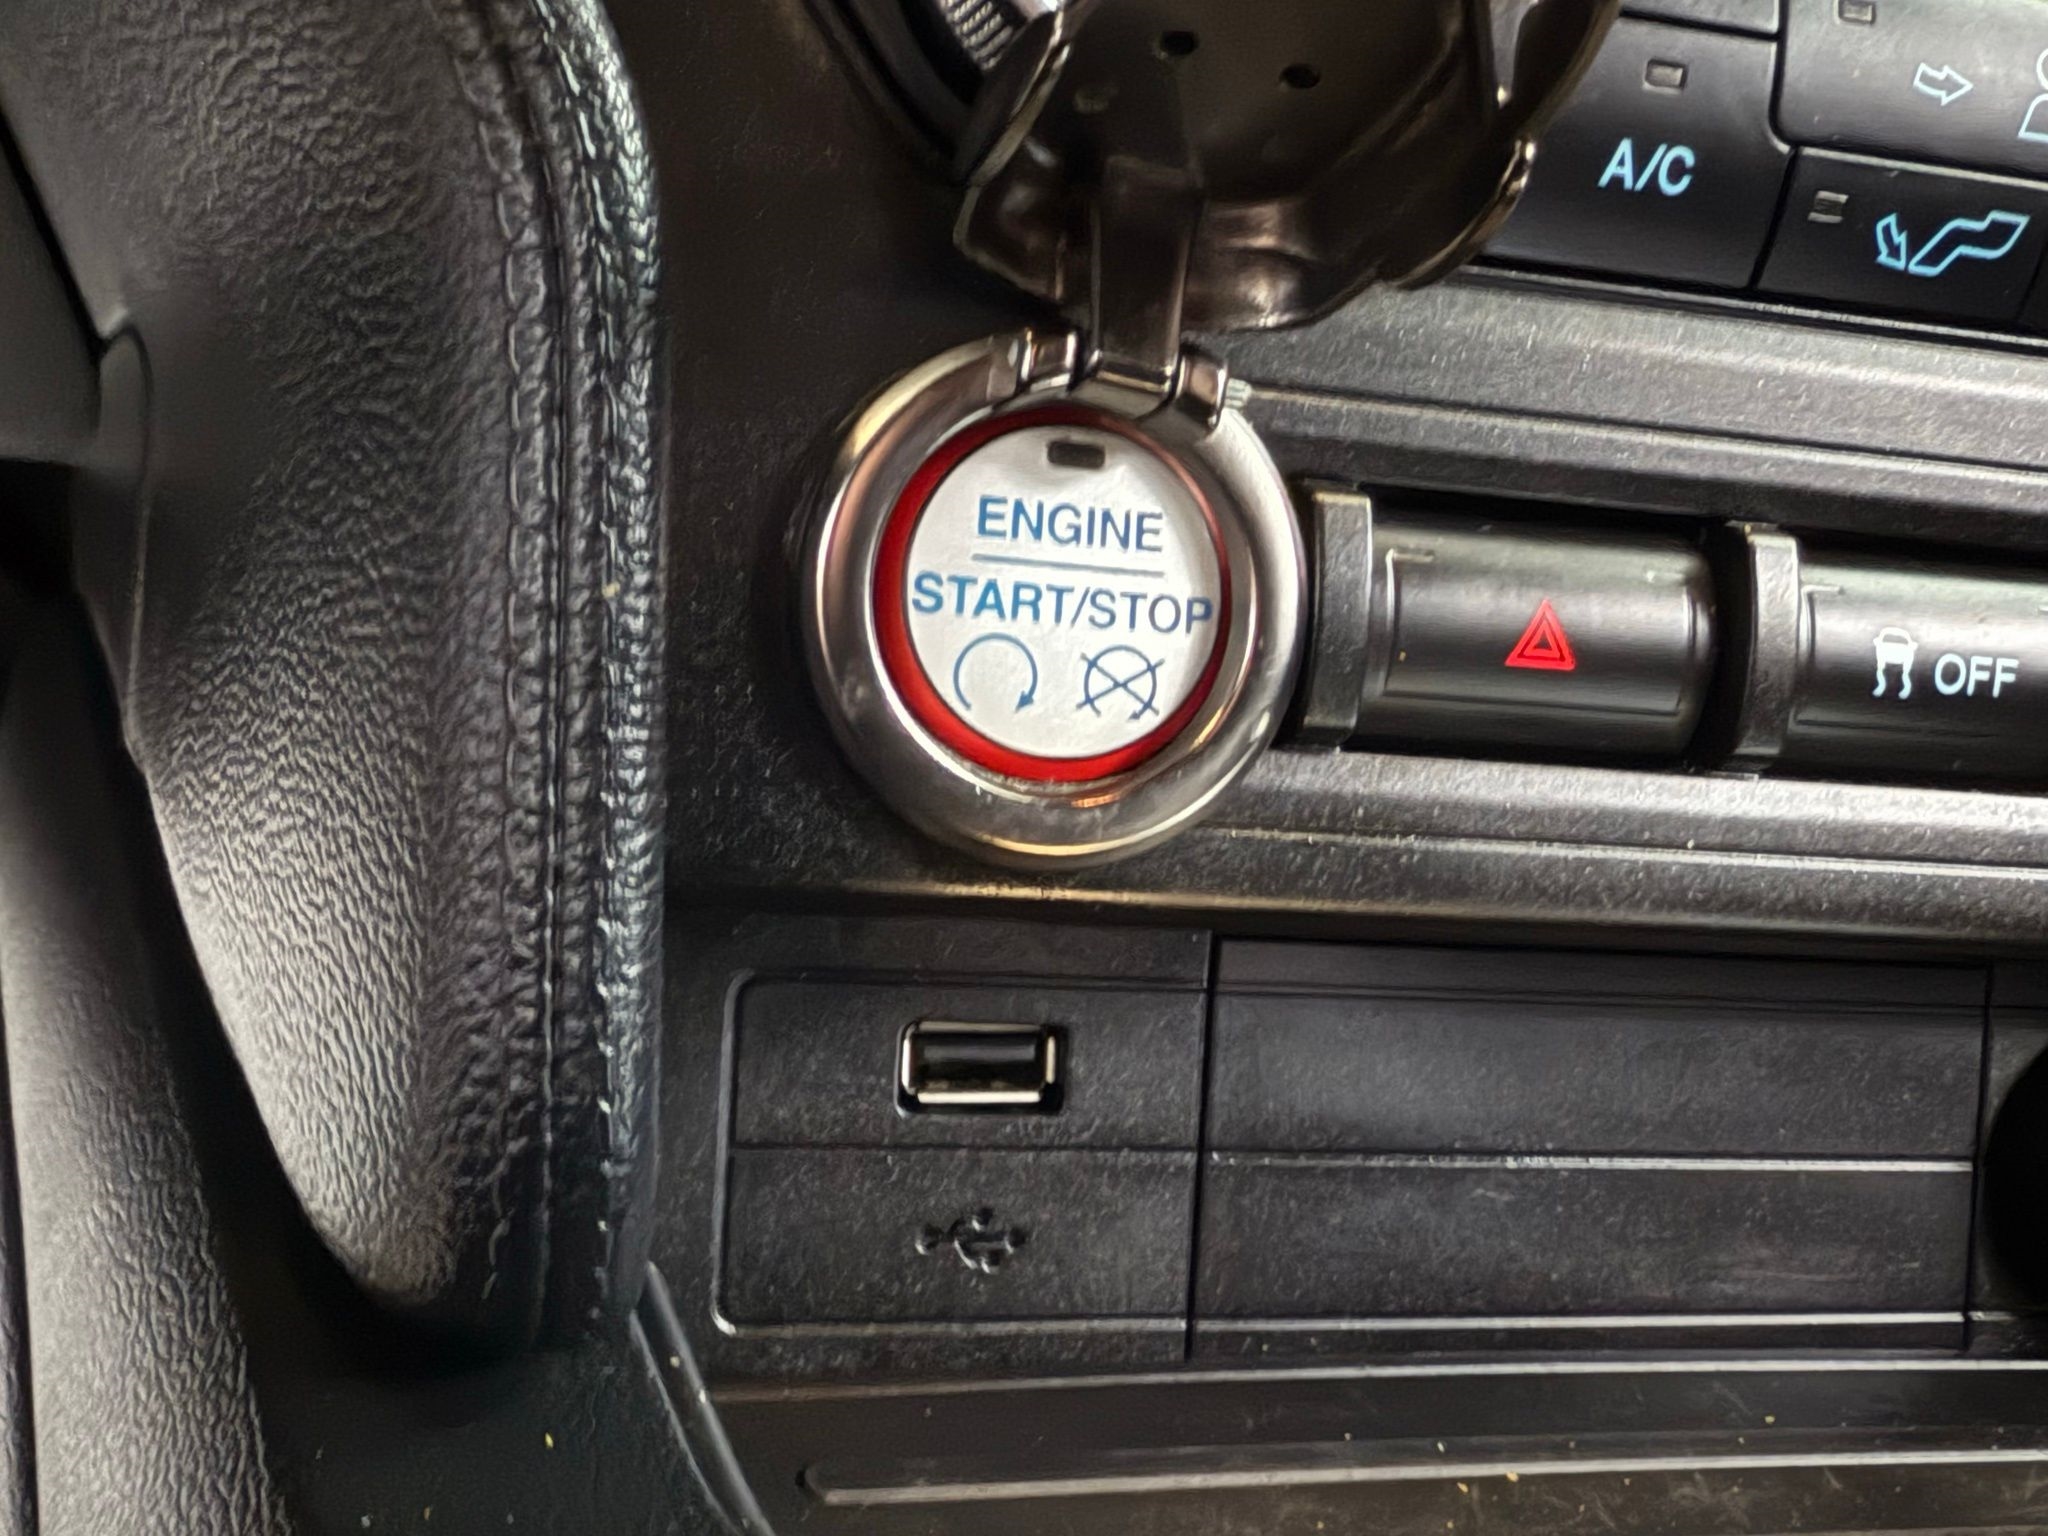 A/C
ENGINE
START/STOP
OFF